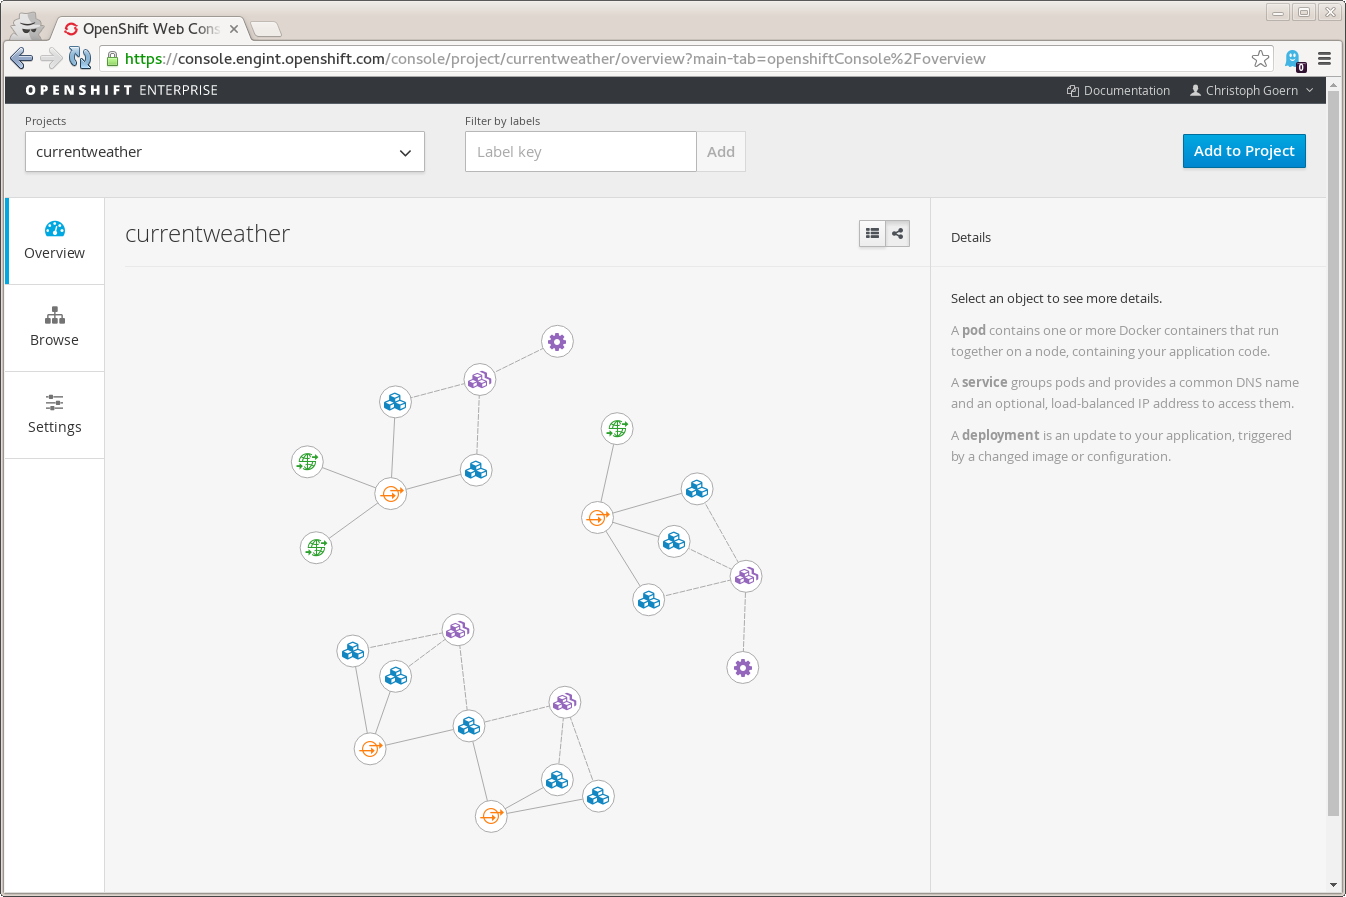 OpenShift Web Cons
https://console.engint.openshift.com/console/project/currentweather/overview?main-tab=openshiftConsole%2Foverview
0
OPENSHIFT ENTERPRISE
Documentation
Christoph Goern
Projects
Filter by labels
currentweather
Label key
Add
Add to Project
Overview
Browse
Settings
currentweather
Details
Select an object to see more details.
A pod contains one or more Docker containers that run
together on a node, containing your application code.
A service groups pods and provides a common DNS name
and an optional, load-balanced IP address to access them.
A deployment is an update to your application, triggered
by a changed image or configuration.